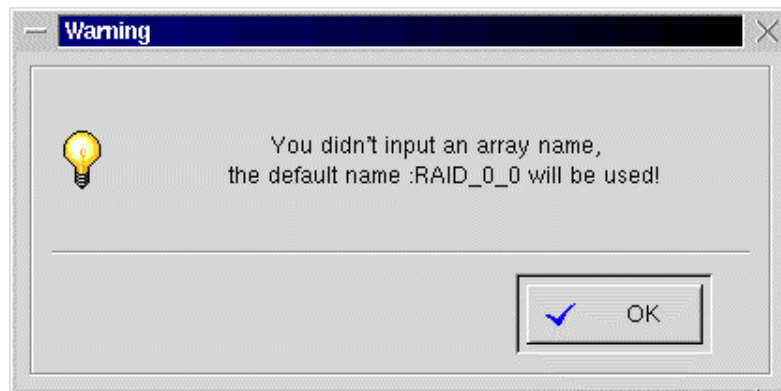 Warning
You didn't input an array name,
the default name :RAID_0_0 will be used!
OK